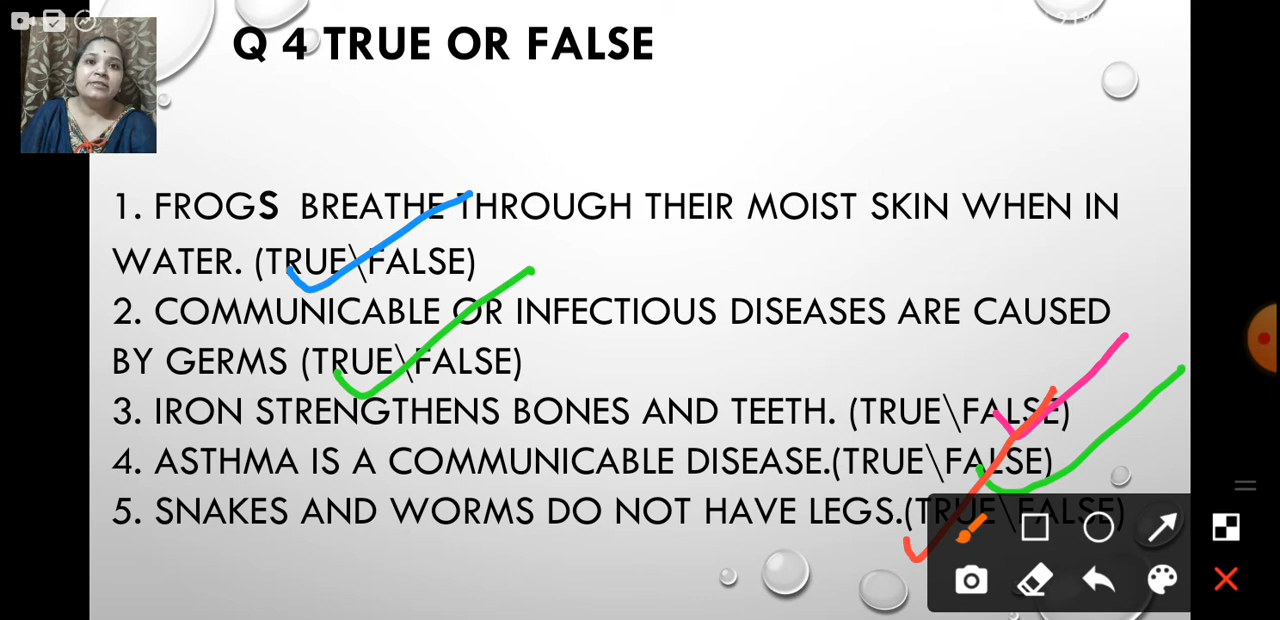 Q 4 TRUE OR FALSE
1. FROGS BREATHE THROUGH THEIR MOIST SKIN WHEN IN
WATER. (TRUE\FALSE)
2. COMMUNICABLE OR INFECTIOUS DISEASES ARE CAUSED
BY GERMS (TRUE\FALSE)
3. IRON STRENGTHENS BONES AND TEETH. (TRUE\FALSE)
4. ASTHMA IS A COMMUNICABLE DISEASE.(TRUE\FALSE)
5. SNAKES AND WORMS DO NOT HAVE LEGS.(TRUE\FALSE)